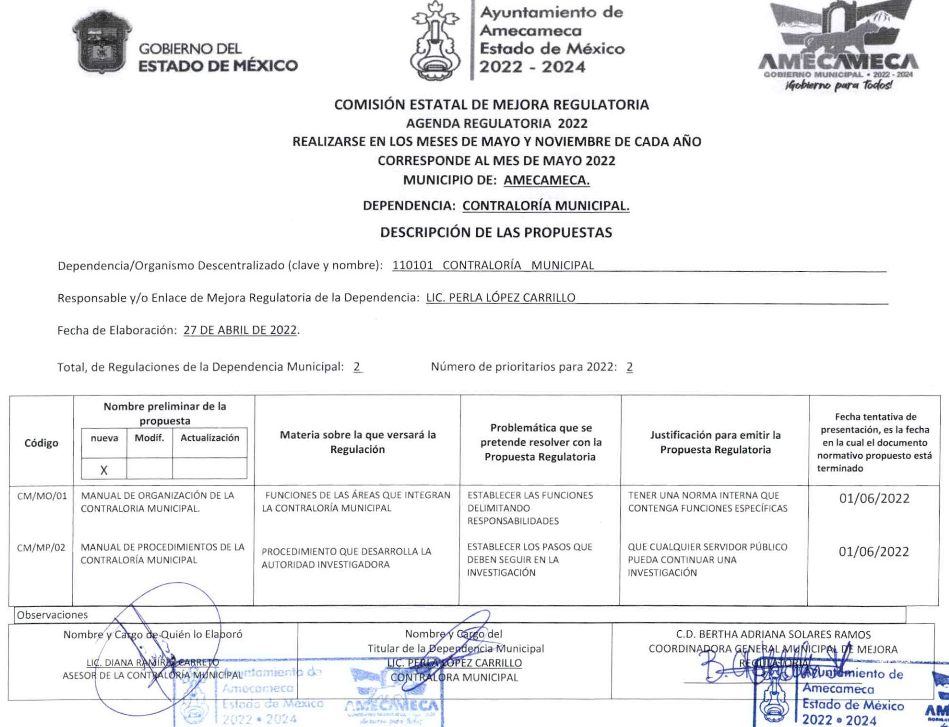 GOBIERNO DEL
ESTADO DE MÉXICO
Ayuntamiento de
Amecameca
Estado de México
2022 - 2024
AMECAMECA
GOBIERNO MUNICIPAL • 2022 - 2024
¡Gobierno para Todos!
COMISIÓN ESTATAL DE MEJORA REGULATORIA
AGENDA REGULATORIA 2022
REALIZARSE EN LOS MESES DE MAYO Y NOVIEMBRE DE CADA AÑO
CORRESPONDE AL MES DE MAYO 2022
MUNICIPIO DE: AMECAMECA.
DEPENDENCIA: CONTRALORÍA MUNICIPAL.
DESCRIPCIÓN DE LAS PROPUESTAS
Dependencia/Organismo Descentralizado (clave y nombre): 110101 CONTRALORÍA MUNICIPAL
Responsable y/o Enlace de Mejora Regulatoria de la Dependencia: LIC. PERLA LÓPEZ CARRILLO
Fecha de Elaboración: 27 DE ABRIL DE 2022.
Total, de Regulaciones de la Dependencia Municipal: 2 Número de prioritarios para 2022: 2
Código
Nombre preliminar de la
propuesta
nueva Modif. Actualización
X
Materia sobre la que versará la
Regulación
Problemática que se
pretende resolver con la
Propuesta Regulatoria
Justificación para emitir la
Propuesta Regulatoria
Fecha tentativa de
presentación, es la fecha
en la cual el documento
normativo propuesto está
terminado
CM/MO/01
MANUAL DE ORGANIZACIÓN DE LA
CONTRALORIA MUNICIPAL.
FUNCIONES DE LAS ÁREAS QUE INTEGRAN
LA CONTRALORÍA MUNICIPAL
ESTABLECER LAS FUNCIONES
DELIMITANDO
RESPONSABILIDADES
TENER UNA NORMA INTERNA QUE
CONTENGA FUNCIONES ESPECÍFICAS
01/06/2022
CM/MP/02
MANUAL DE PROCEDIMIENTOS DE LA
CONTRALORÍA MUNICIPAL
PROCEDIMIENTO QUE DESARROLLA LA
AUTORIDAD INVESTIGADORA
ESTABLECER LOS PASOS QUE
DEBEN SEGUIR EN LA
INVESTIGACIÓN
QUE CUALQUIER SERVIDOR PÚBLICO
PUEDA CONTINUAR UNA
INVESTIGACIÓN
01/06/2022
Observaciones
Nombre y Cargo de Quién lo Elaboró
LIC. DIANA RAMÍREZ CARRETO
ASESOR DE LA CONTRALORÍA MUNICIPAL
Nombre y Cargo del
Titular de la Dependencia Municipal
LIC. PERLA LÓPEZ CARRILLO
CONTRALORA MUNICIPAL
C.D. BERTHA ADRIANA SOLARES RAMOS
COORDINADORA GENERAL MUNICIPAL DE MEJORA
REGULATORIA
Ayuntamiento de
Amecameca
Estado de México
2022 • 2024
AMECAMECA
Ayuntamiento de
Amecameca
Estado de México
2022 • 2024
AM